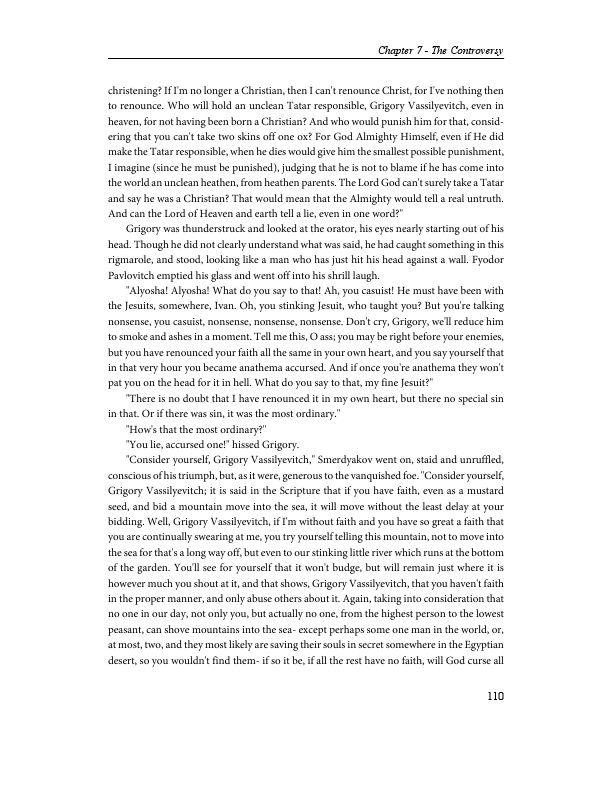 Chapter 7 - The Controversy
christening? If I'm no longer a Christian, then I can't renounce Christ, for I've nothing then
to renounce. Who will hold an unclean Tatar responsible, Grigory Vassilyevitch, even in
heaven, for not having been born a Christian? And who would punish him for that, consid-
ering that you can't take two skins off one ox? For God Almighty Himself, even if He did
make the Tatar responsible, when he dies would give him the smallest possible punishment,
I imagine (since he must be punished), judging that he is not to blame if he has come into
the world an unclean heathen, from heathen parents. The Lord God can't surely take a Tatar
and say he was a Christian? That would mean that the Almighty would tell a real untruth.
And can the Lord of Heaven and earth tell a lie, even in one word?"
Grigory was thunderstruck and looked at the orator, his eyes nearly starting out of his
head. Though he did not clearly understand what was said, he had caught something in this
rigmarole, and stood, looking like a man who has just hit his head against a wall. Fyodor
Pavlovitch emptied his glass and went off into his shrill laugh.
"Alyosha! Alyosha! What do you say to that! Ah, you casuist! He must have been with
the Jesuits, somewhere, Ivan. Oh, you stinking Jesuit, who taught you? But you're talking
nonsense, you casuist, nonsense, nonsense, nonsense. Don't cry, Grigory, we'll reduce him
to smoke and ashes in a moment. Tell me this, O ass; you may be right before your enemies,
but you have renounced your faith all the same in your own heart, and you say yourself that
in that very hour you became anathema accursed. And if once you're anathema they won't
pat you on the head for it in hell. What do you say to that, my fine Jesuit?"
"There is no doubt that I have renounced it in my own heart, but there no special sin
in that. Or if there was sin, it was the most ordinary."
"How's that the most ordinary?"
"You lie, accursed one!" hissed Grigory.
"Consider yourself, Grigory Vassilyevitch," Smerdyakov went on, staid and unruffled,
conscious of his triumph, but, as it were, generous to the vanquished foe. "Consider yourself,
Grigory Vassilyevitch; it is said in the Scripture that if you have faith, even as a mustard
seed, and bid a mountain move into the sea, it will move without the least delay at your
bidding. Well, Grigory Vassilyevitch, if I'm without faith and you have so great a faith that
you are continually swearing at me, you try yourself telling this mountain, not to move into
the sea for that's a long way off, but even to our stinking little river which runs at the bottom
of the garden. You'll see for yourself that it won't budge, but will remain just where it is
however much you shout at it, and that shows, Grigory Vassilyevitch, that you haven't faith
in the proper manner, and only abuse others about it. Again, taking into consideration that
no one in our day, not only you, but actually no one, from the highest person to the lowest
peasant, can shove mountains into the sea- except perhaps some one man in the world, or,
at most, two, and they most likely are saving their souls in secret somewhere in the Egyptian
desert, so you wouldn't find them- if so it be, if all the rest have no faith, will God curse all
110